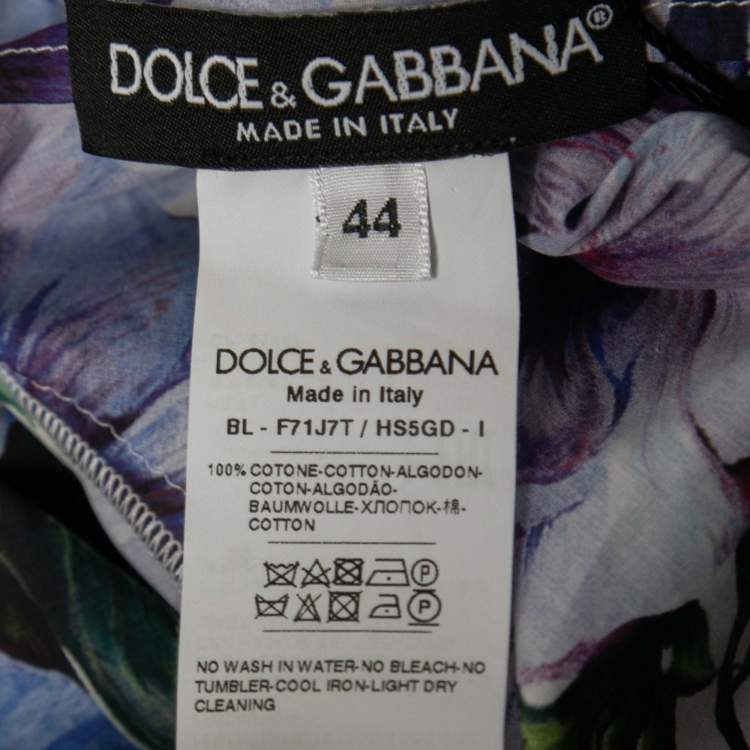 DOLCE & GABBANA®
MADE IN ITALY
44
DOLCE & GABBANA
Made in Italy
BL - F71J7T / HS5GD - I
100% COTONE-COTTON-ALGODON-
COTON-ALGODÃO-
BAUMWOLLE-ХЛОПОК-棉-
COTTON
P
P
NO WASH IN WATER-NO BLEACH-NO
TUMBLER-COOL IRON-LIGHT DRY
CLEANING